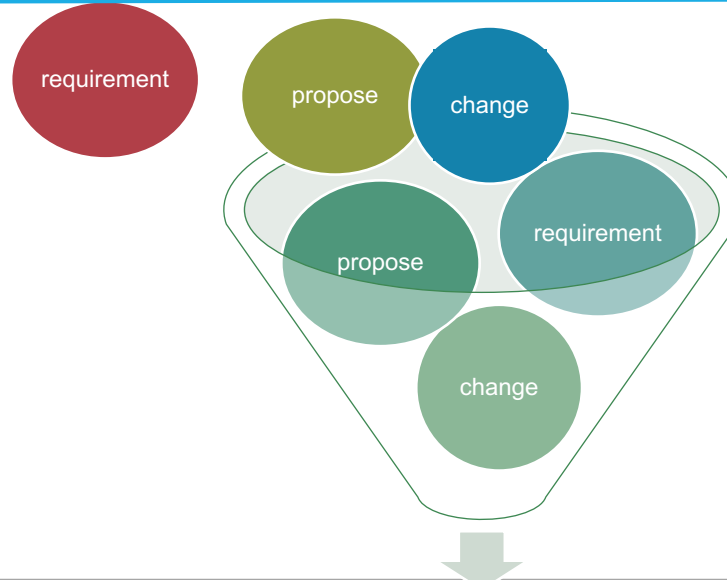 requirement
propose
change
requirement
propose
change